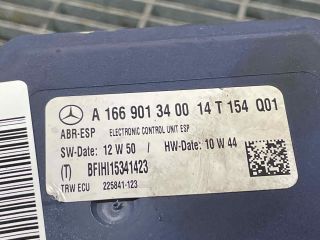 A 166 901 34 00 14 T 154 Q01
ABR-ESP ELECTRONIC CONTROL UNIT ESP
SW-Date: 12 W 50 / HW-Date: 10 W 44
(T) BFIHI15341423
TRW ECU 225841-123